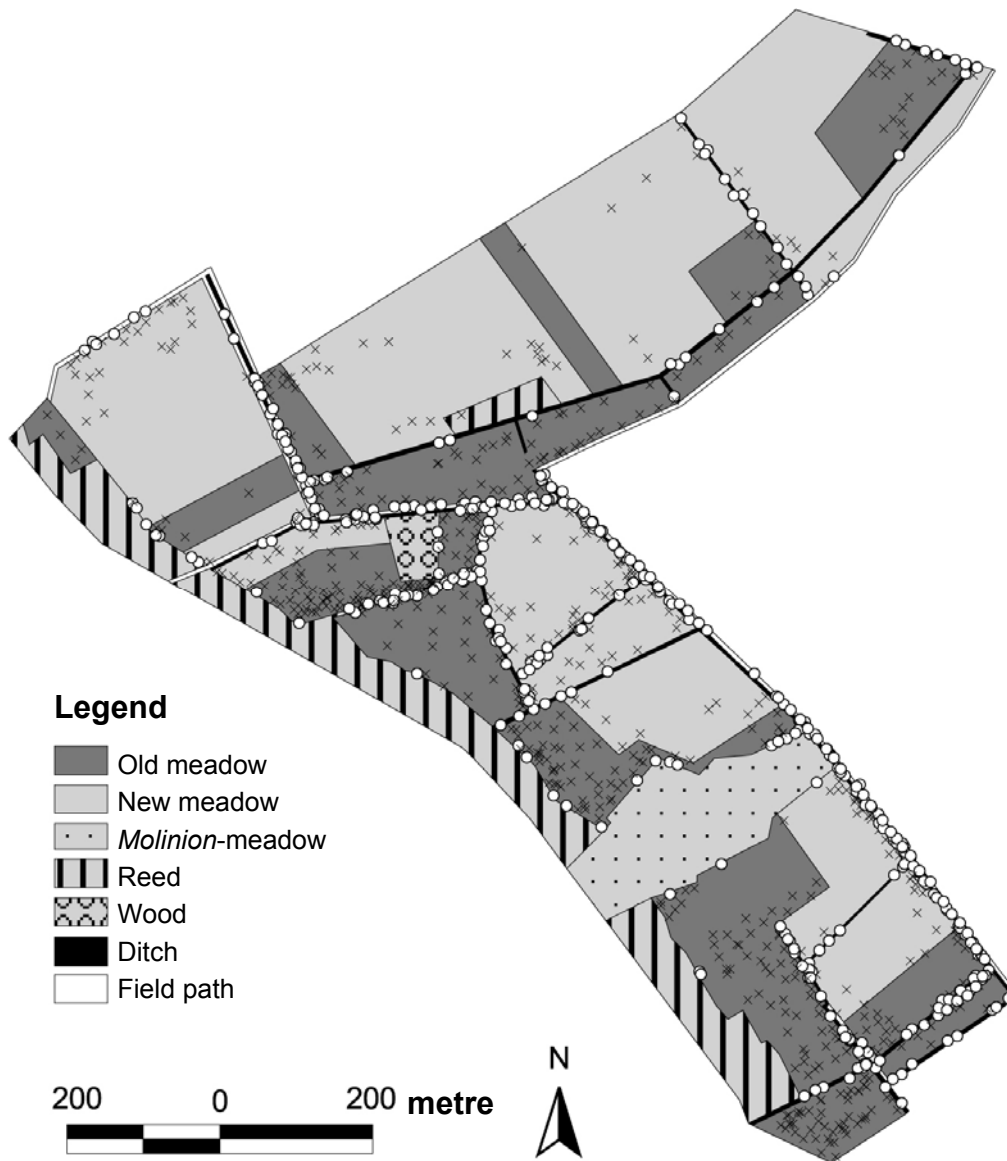 Legend
Old meadow
New meadow
Molinion-meadow
Reed
Wood
Ditch
Field path
200 0 200 metre
N